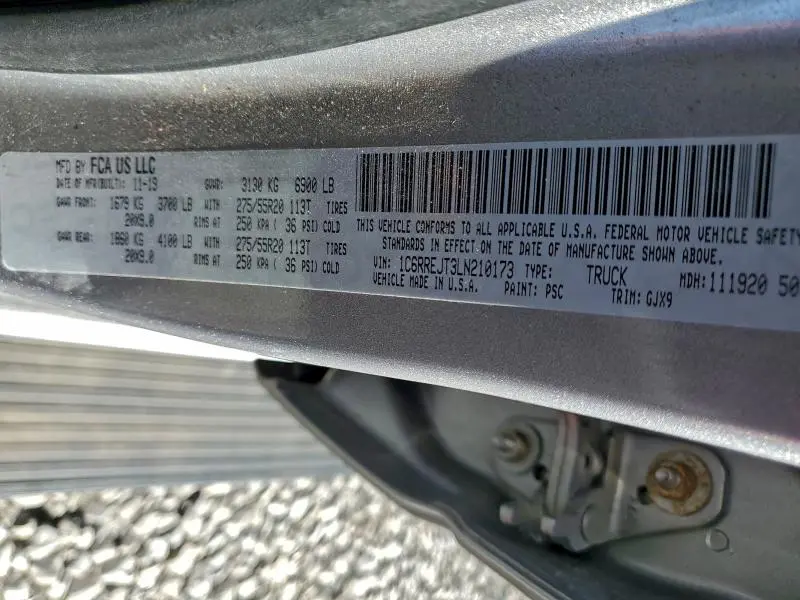 MFD BY FCA US LLC
DATE OF MFR(BUILT): 11-19 GVWR: 3130 KG 6900 LB
GAWR FRONT: 1679 KG 3700 LB WITH 275/55R20 113T TIRES
20X9.0 RIMS AT 250 KPA ( 36 PSI) COLD
GAWR REAR: 1860 KG 4100 LB WITH 275/55R20 113T TIRES
20X9.0 RIMS AT 250 KPA ( 36 PSI) COLD
THIS VEHICLE CONFORMS TO ALL APPLICABLE U.S.A. FEDERAL MOTOR VEHICLE SAFETY
STANDARDS IN EFFECT ON THE DATE OF MANUFACTURE SHOWN ABOVE.
VIN: 1C6RREJT3LN210173 TYPE: TRUCK MDH: 111920 50
VEHICLE MADE IN U.S.A. PAINT: PSC TRIM: GJX9